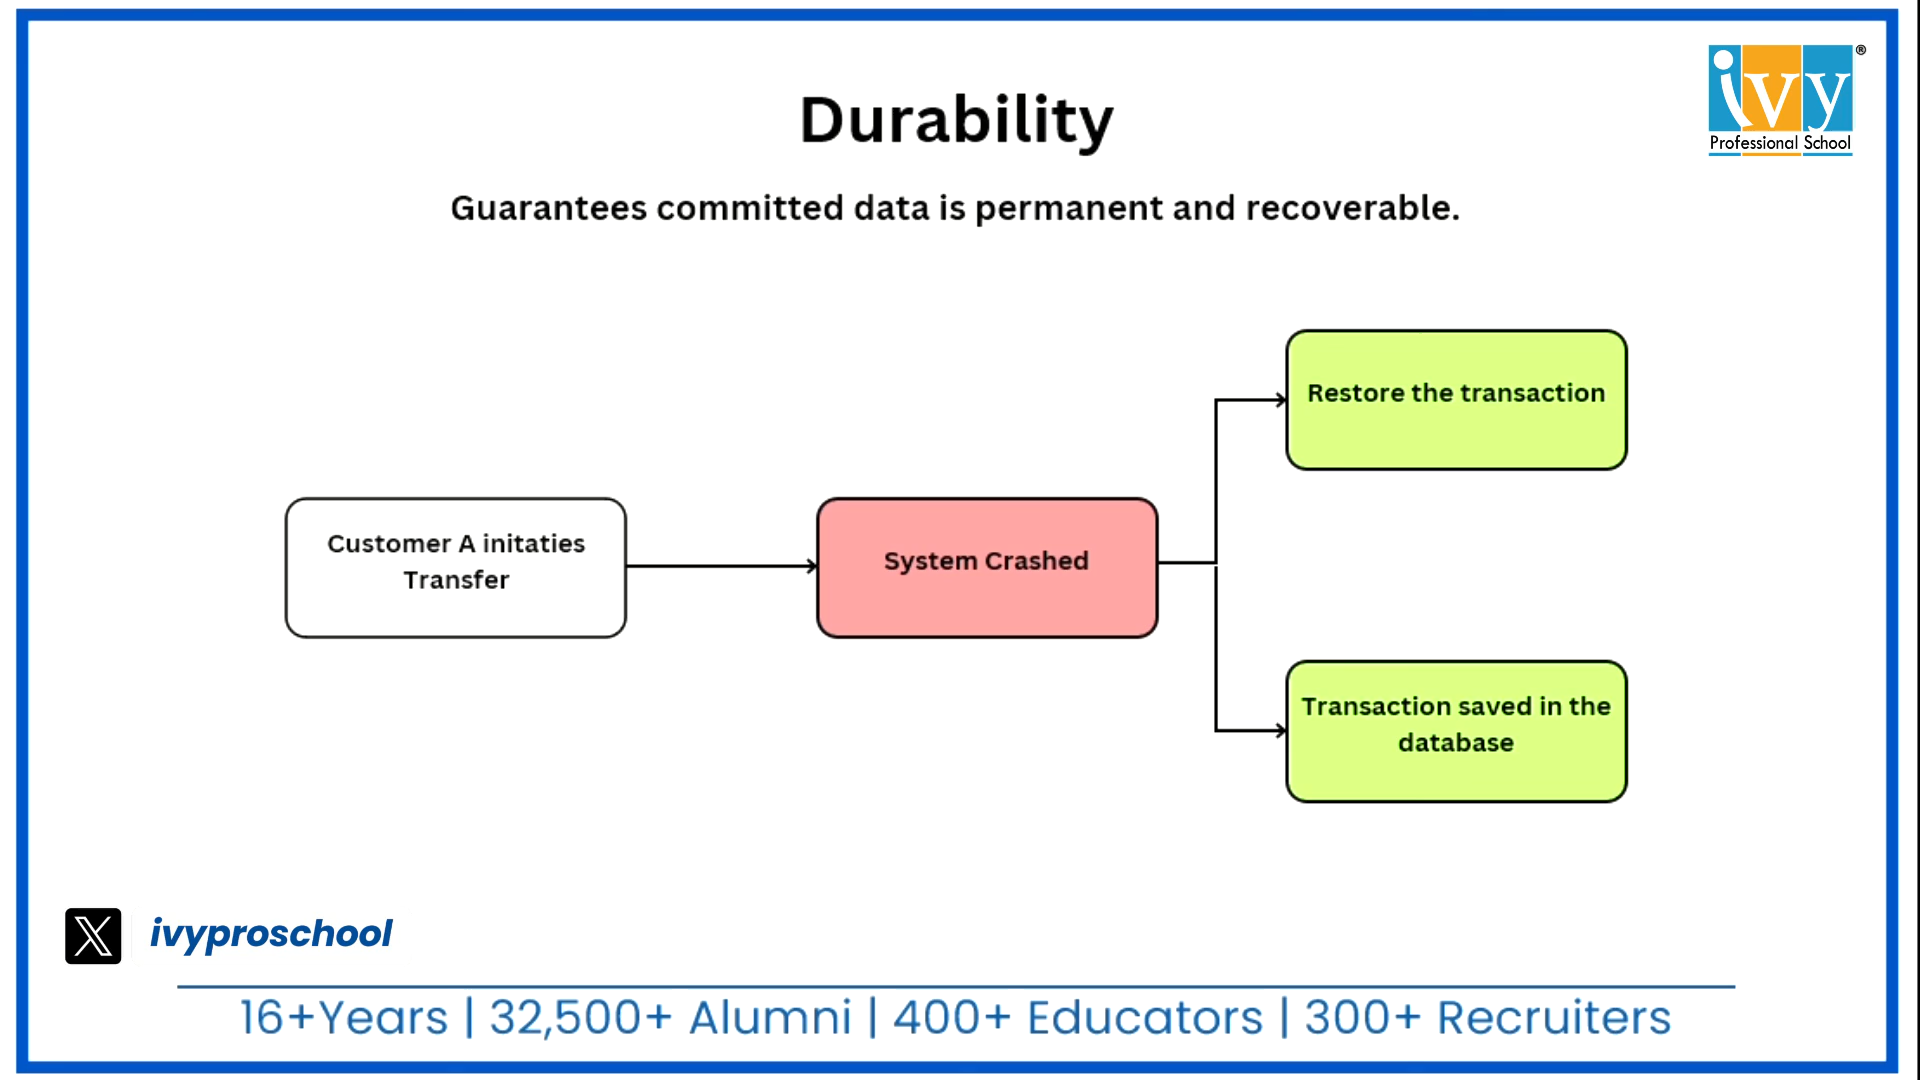 ivy
®
Professional School
Durability
Guarantees committed data is permanent and recoverable.
Restore the transaction
Customer A initaties
Transfer
System Crashed
Transaction saved in the
database
X
ivyproschool
16+Years | 32,500+ Alumni | 400+ Educators | 300+ Recruiters